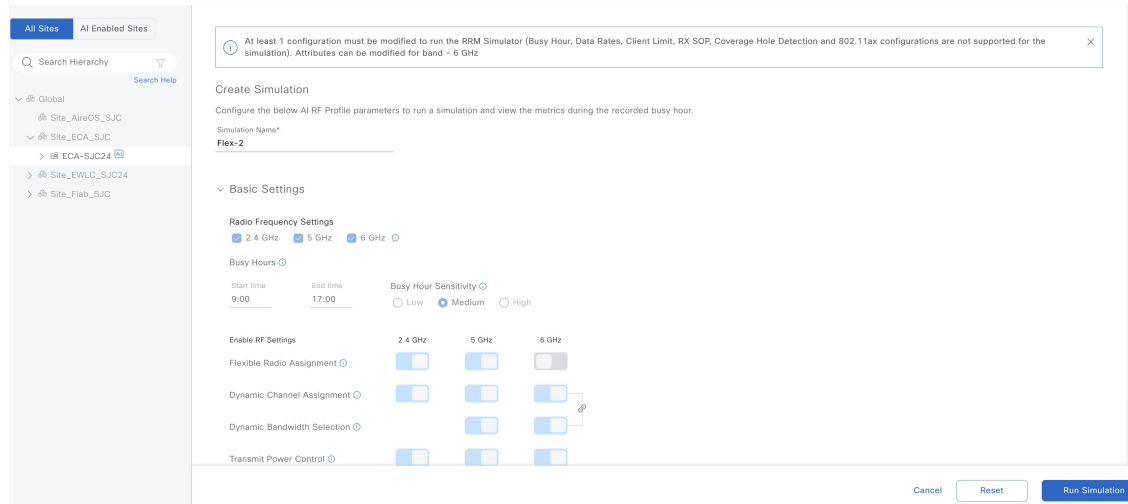 All Sites
AI Enabled Sites
Search Hierarchy
Search Help
Global
Site_AireOS_SJC
Site_ECA_SJC
ECA-SJC24 AI
Site_EWLC_SJC24
Site_Fiab_SJC
At least 1 configuration must be modified to run the RRM Simulator (Busy Hour, Data Rates, Client Limit, RX SOP, Coverage Hole Detection and 802.11ax configurations are not supported for the
simulation). Attributes can be modified for band - 6 GHz
Create Simulation
Configure the below AI RF Profile parameters to run a simulation and view the metrics during the recorded busy hour.
Simulation Name*
Flex-2
Basic Settings
Radio Frequency Settings
2.4 GHz 5 GHz 6 GHz
Busy Hours
Start time End time Busy Hour Sensitivity
9:00 17:00 Low Medium High
Enable RF Settings 2.4 GHz 5 GHz 6 GHz
Flexible Radio Assignment
Dynamic Channel Assignment
Dynamic Bandwidth Selection
Transmit Power Control
Cancel Reset Run Simulation